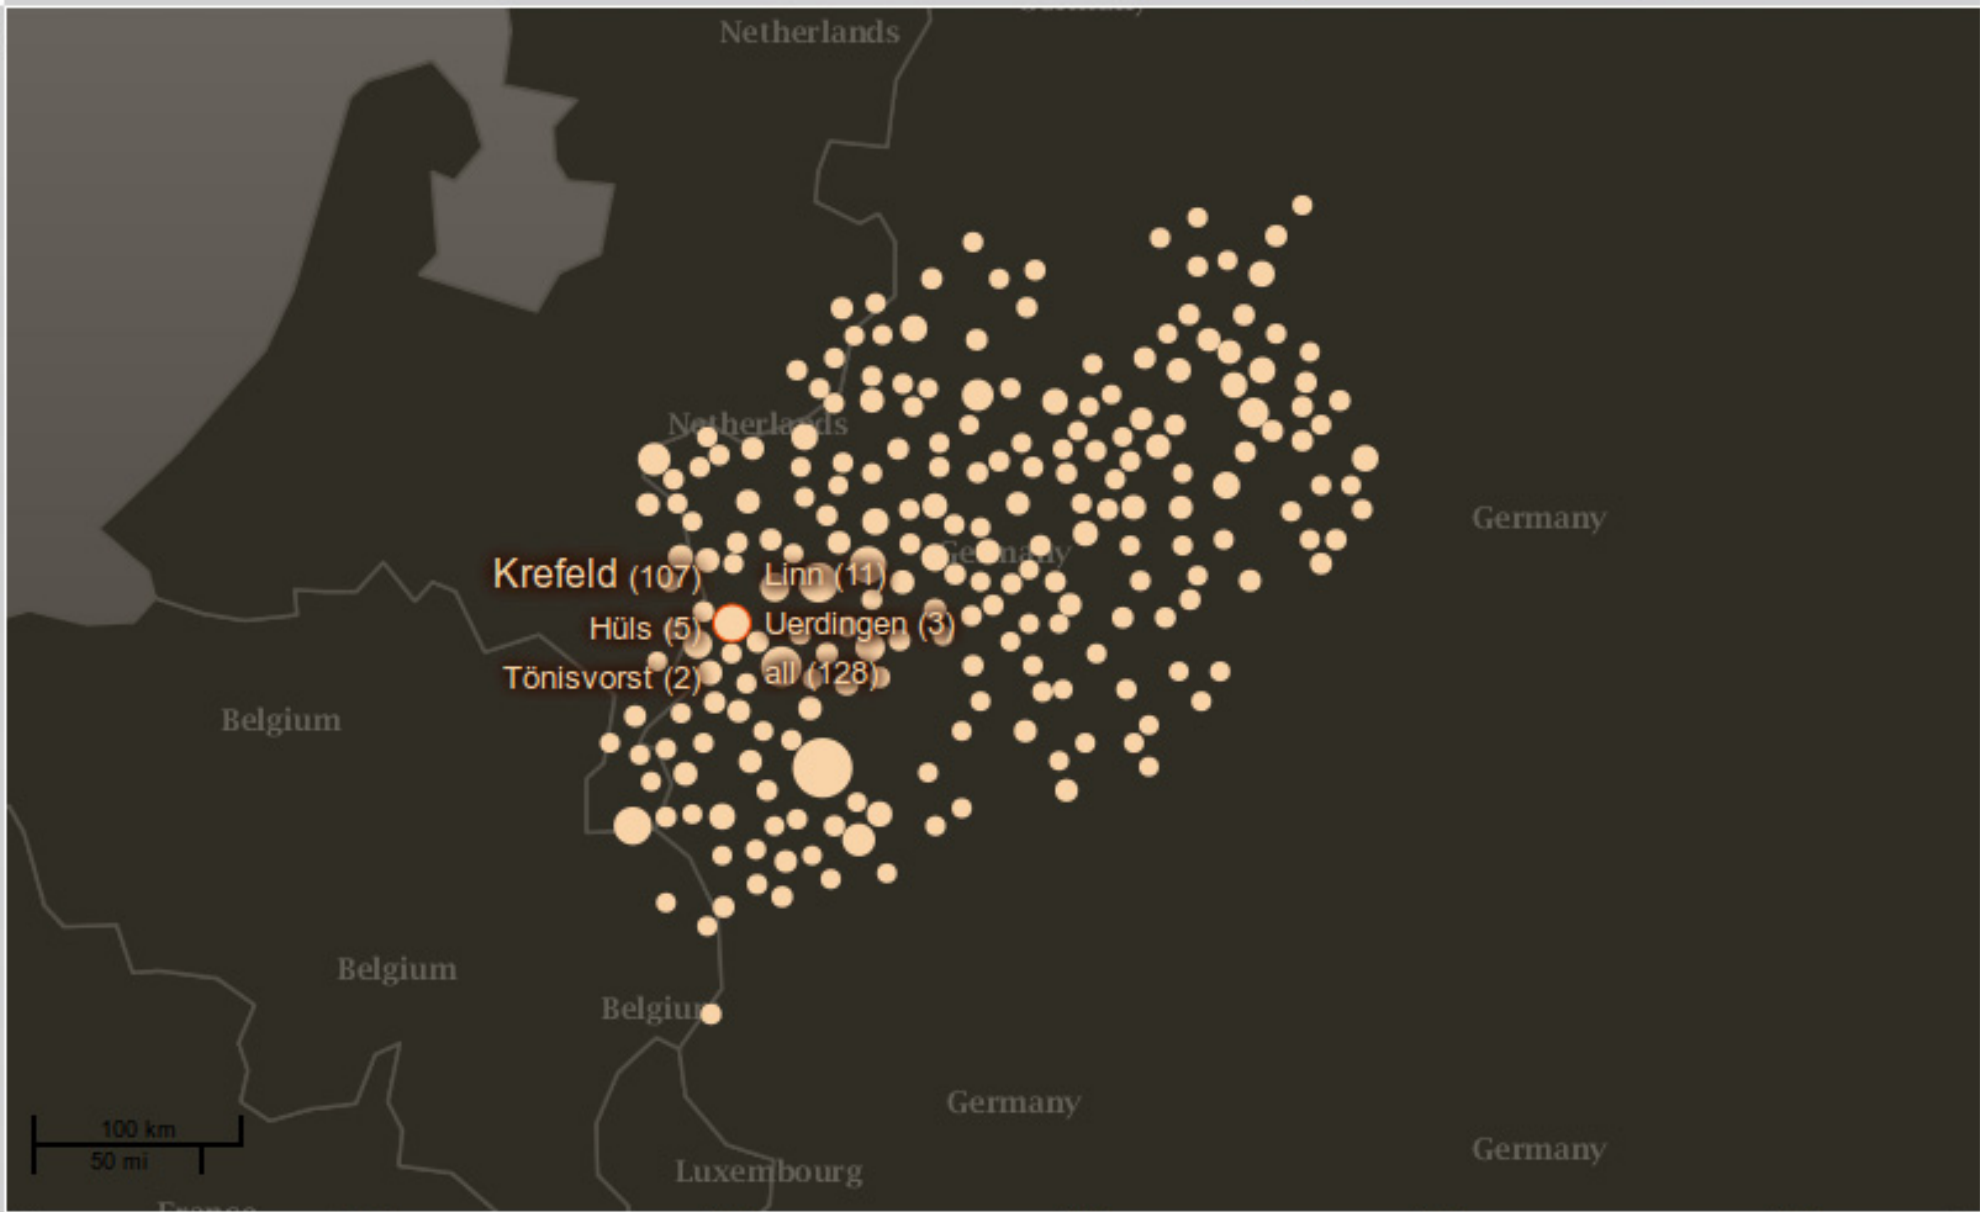 Netherlands
Netherlands
Germany
Germany
Krefeld (107)
Linn (11)
Hüls (5)
Uerdingen (3)
Tönisvorst (2)
all (128)
Belgium
Belgium
Belgium
Germany
Germany
100 km
50 mi
Luxembourg